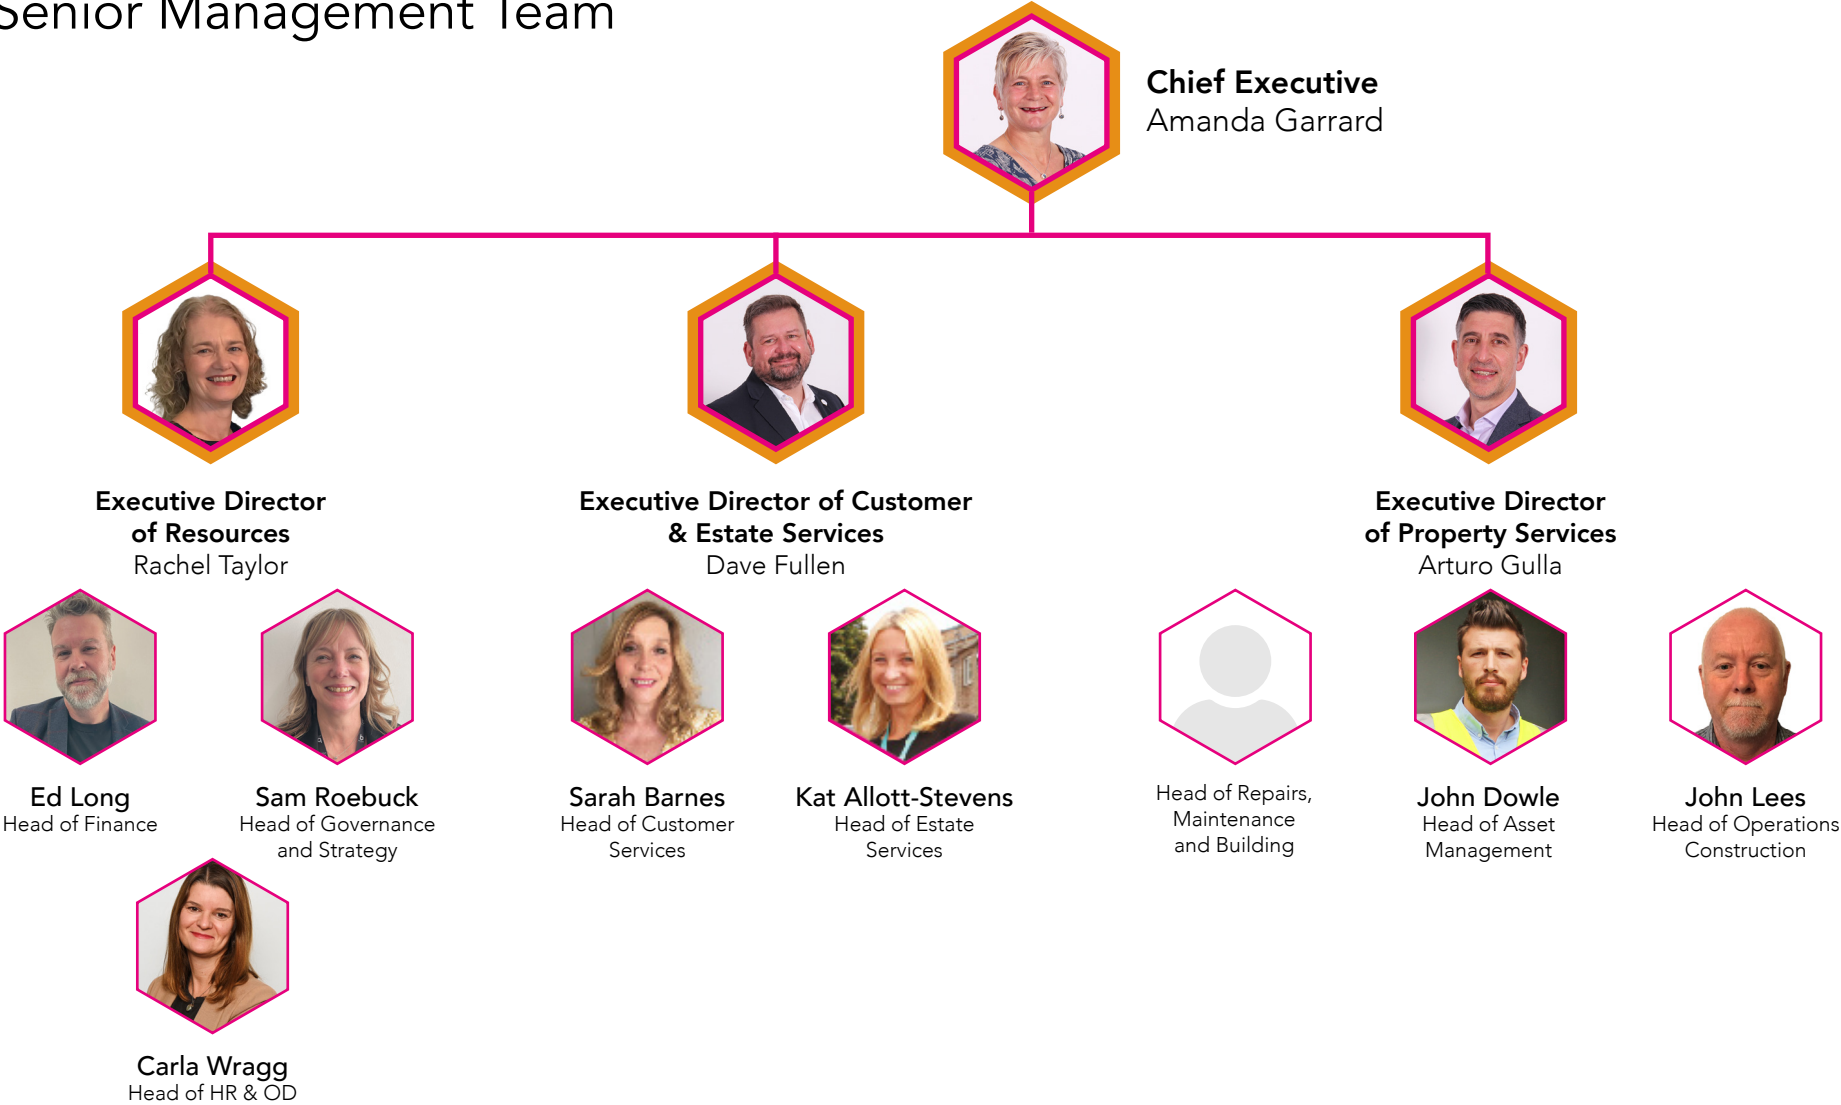 Senior Management Team
Chief Executive
Amanda Garrard
Executive Director
of Resources
Rachel Taylor
Executive Director of Customer
& Estate Services
Dave Fullen
Executive Director
of Property Services
Arturo Gulla
Ed Long
Head of Finance
Sam Roebuck
Head of Governance
and Strategy
Sarah Barnes
Head of Customer
Services
Kat Allott-Stevens
Head of Estate
Services
Head of Repairs,
Maintenance
and Building
John Dowle
Head of Asset
Management
John Lees
Head of Operations
Construction
Carla Wragg
Head of HR & OD